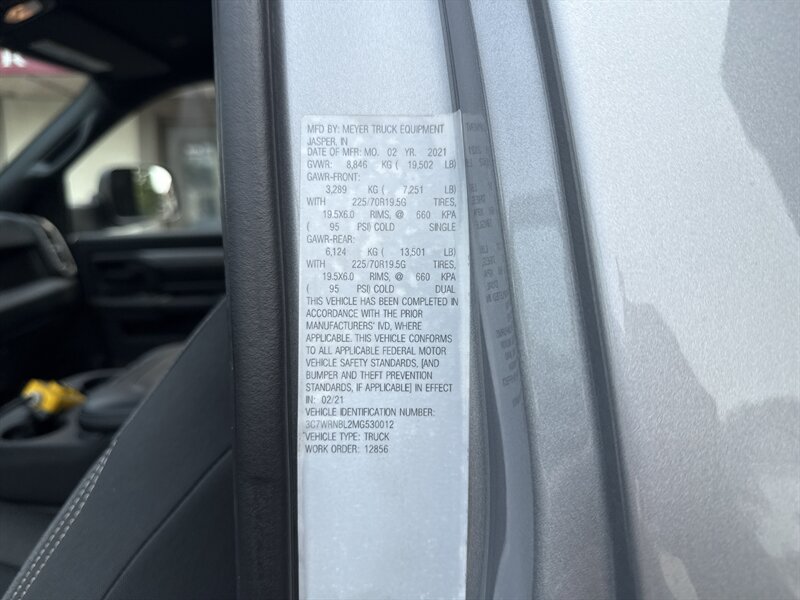 MFD BY: MEYER TRUCK EQUIPMENT
JASPER, IN
DATE OF MFR: MO. 02 YR. 2021
GVWR: 8,846 KG ( 19,502 LB)
GAWR-FRONT:
3,289 KG ( 7,251 LB)
WITH 225/70R19.5G TIRES,
19.5X6.0 RIMS, @ 660 KPA
( 95 PSI) COLD SINGLE
GAWR-REAR:
6,124 KG ( 13,501 LB)
WITH 225/70R19.5G TIRES,
19.5X6.0 RIMS, @ 660 KPA
( 95 PSI) COLD DUAL
THIS VEHICLE HAS BEEN COMPLETED IN
ACCORDANCE WITH THE PRIOR
MANUFACTURERS' IVD, WHERE
APPLICABLE. THIS VEHICLE CONFORMS
TO ALL APPLICABLE FEDERAL MOTOR
VEHICLE SAFETY STANDARDS, [AND
BUMPER AND THEFT PREVENTION
STANDARDS, IF APPLICABLE] IN EFFECT
IN: 02/21
VEHICLE IDENTIFICATION NUMBER:
3C7WRN8L2MG530012
VEHICLE TYPE: TRUCK
WORK ORDER: 12856